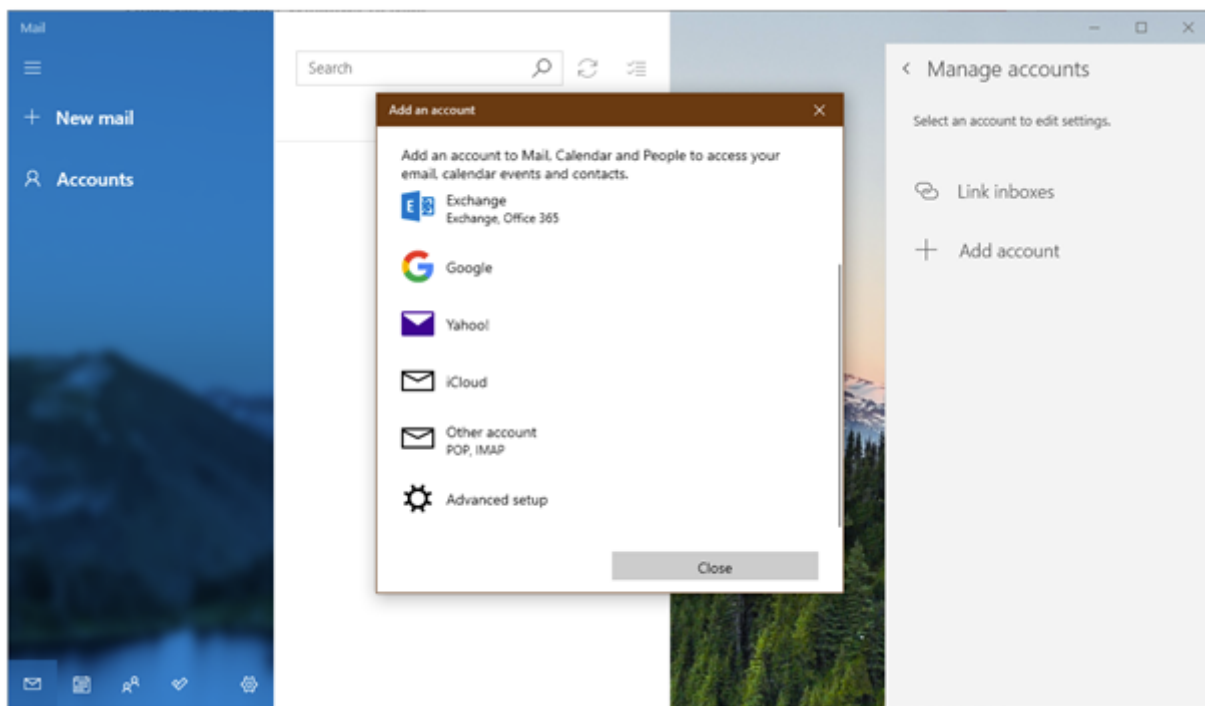 Mail
New mail
Accounts
Search
Add an account
Add an account to Mail, Calendar and People to access your
email, calendar events and contacts.
Exchange
Exchange, Office 365
Google
Yahoo!
iCloud
Other account
POP, IMAP
Advanced setup
Close
Manage accounts
Select an account to edit settings.
Link inboxes
Add account